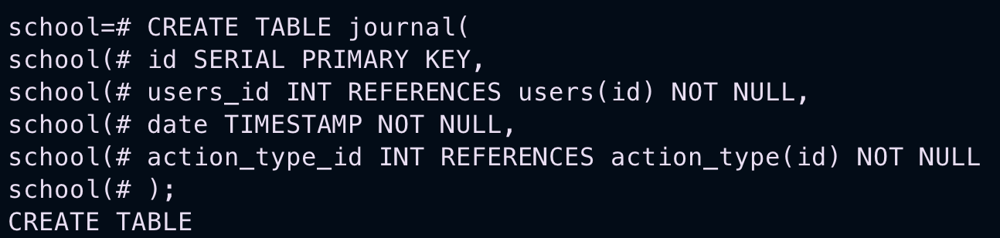 school=# CREATE TABLE journal(
school(# id SERIAL PRIMARY KEY,
school(# users_id INT REFERENCES users(id) NOT NULL,
school(# date TIMESTAMP NOT NULL,
school(# action_type_id INT REFERENCES action_type(id) NOT NULL
school(# );
CREATE TABLE